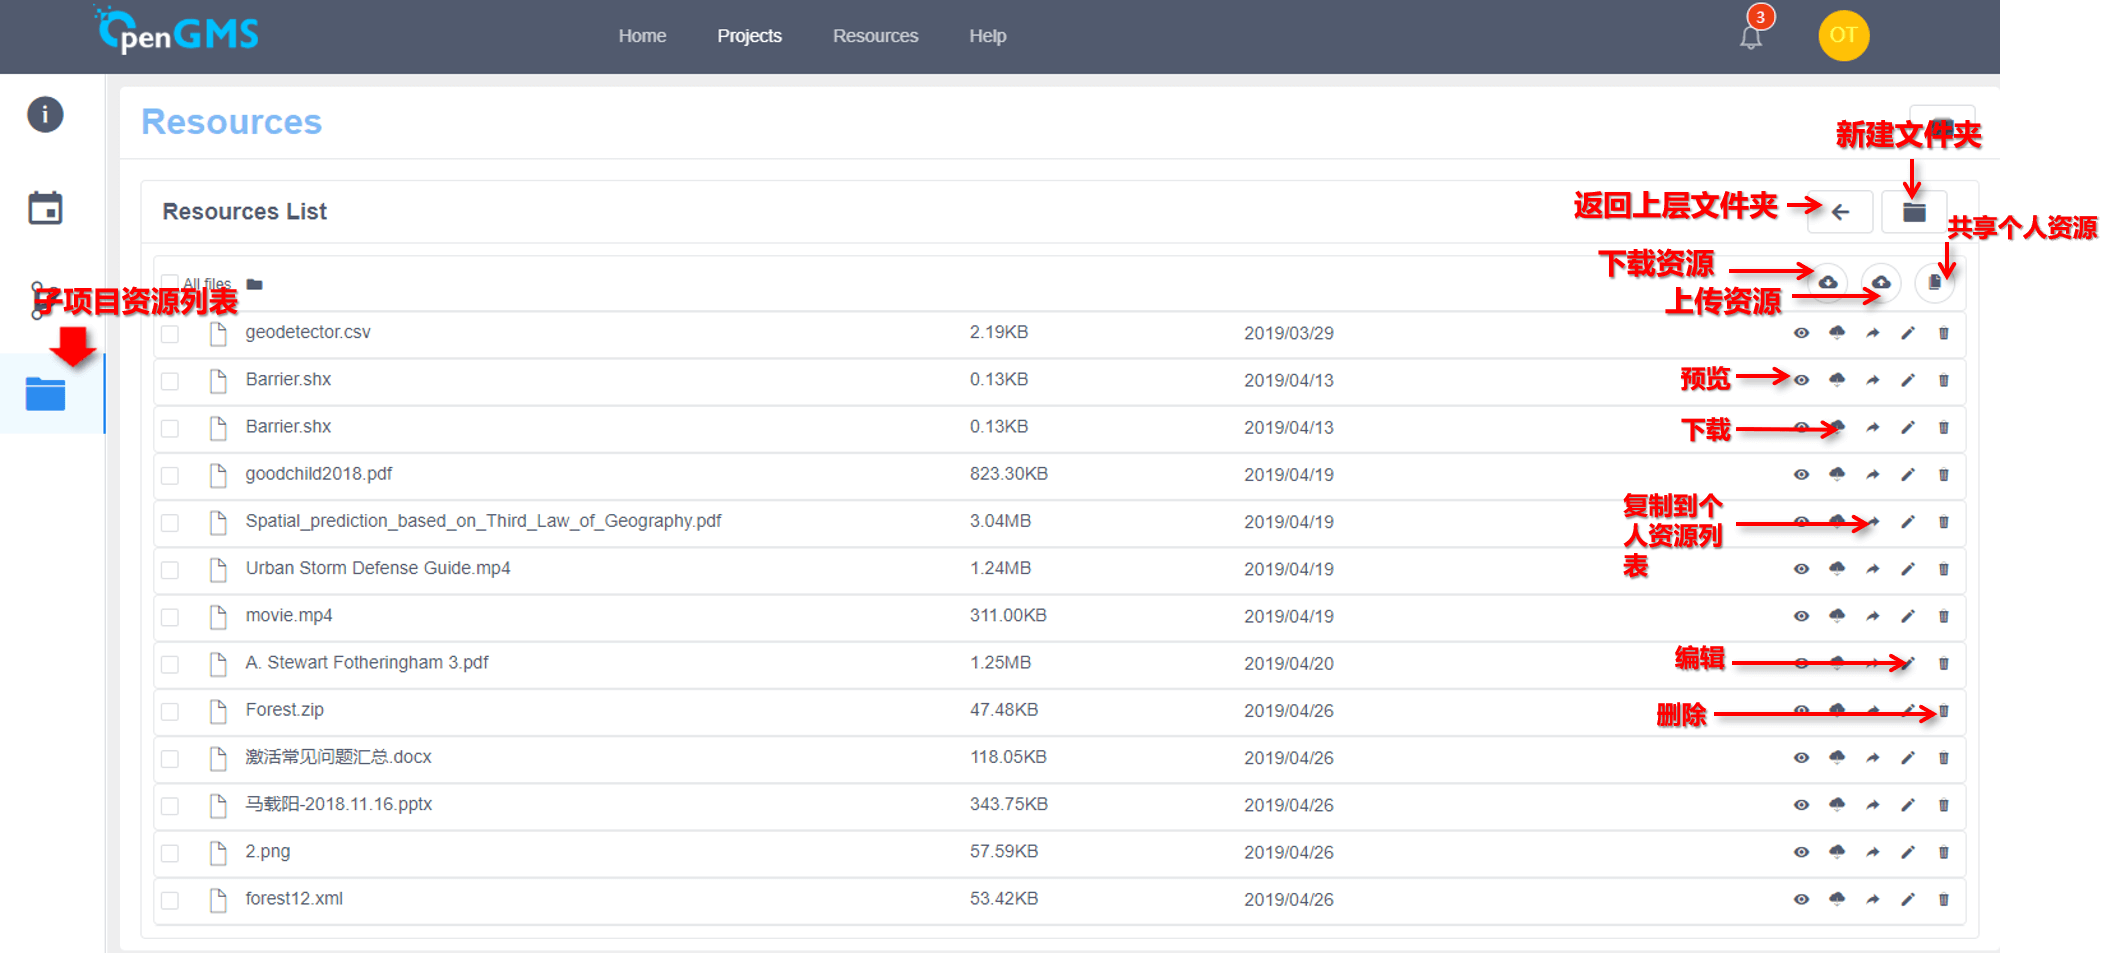 OpenGMS
Home
Projects
Resources
Help
3
OT
Resources
新建文件夹
Resources List
返回上层文件夹
共享个人资源
All files
下载资源
上传资源
子项目资源列表
geodetector.csv 2.19KB 2019/03/29
Barrier.shx 0.13KB 2019/04/13
预览
Barrier.shx 0.13KB 2019/04/13
下载
goodchild2018.pdf 823.30KB 2019/04/19
Spatial_prediction_based_on_Third_Law_of_Geography.pdf 3.04MB 2019/04/19
复制到个
人资源列
表
Urban Storm Defense Guide.mp4 1.24MB 2019/04/19
movie.mp4 311.00KB 2019/04/19
A. Stewart Fotheringham 3.pdf 1.25MB 2019/04/20
编辑
Forest.zip 47.48KB 2019/04/26
删除
激活常见问题汇总.docx 118.05KB 2019/04/26
马载阳-2018.11.16.pptx 343.75KB 2019/04/26
2.png 57.59KB 2019/04/26
forest12.xml 53.42KB 2019/04/26